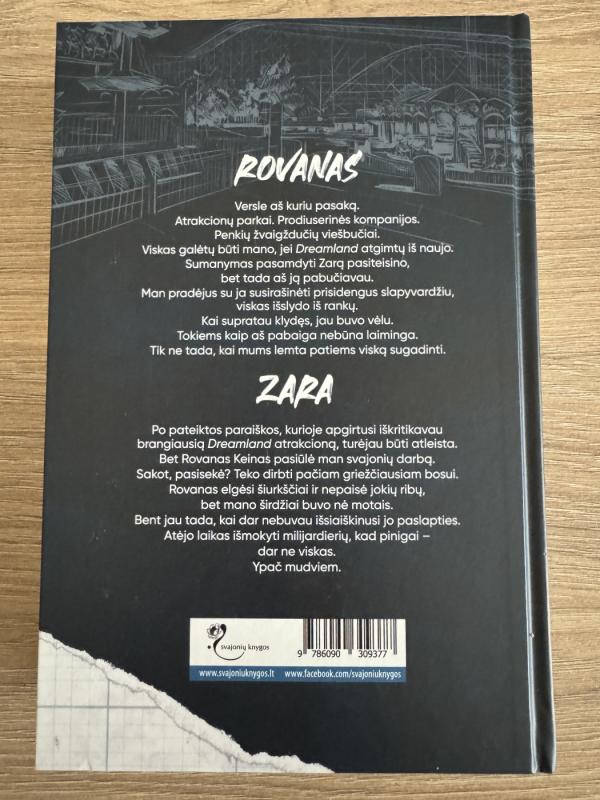 ROVANAS
Versle aš kuriu pasaką.
Atrakcionų parkai. Prodiuserinės kompanijos.
Penkių žvaigždučių viešbučiai.
Viskas galėtų būti mano, jei Dreamland atgimtų iš naujo.
Sumanymas pasamdyti Zarą pasiteisino,
bet tada aš ją pabučiavau.
Man pradėjus su ja susirašinėti prisidengus slapyvardžiu,
viskas išslydo iš rankų.
Kai supratau klydęs, jau buvo vėlu.
Tokiems kaip aš pabaiga nebūna laiminga.
Tik ne tada, kai mums lemta patiems viską sugadinti.
ZARA
Po pateiktos paraiškos, kurioje apgirtusi iškritikavau
brangiausią Dreamland atrakcioną, turėjau būti atleista.
Bet Rovanas Keinas pasiūlė man svajonių darbą.
Sakot, pasisekė? Teko dirbti pačiam griežčiausiam bosui.
Rovanas elgėsi šiurkščiai ir nepaisė jokių ribų,
bet mano širdžiai buvo nė motais.
Bent jau tada, kai dar nebuvau išsiaiškinusi jo paslapties.
Atėjo laikas išmokyti milijardierių, kad pinigai –
dar ne viskas.
Ypač mudviem.
svajonių knygos
9 786090 309377
www.svajoniuknygos.lt www.facebook.com/svajoniuknygos